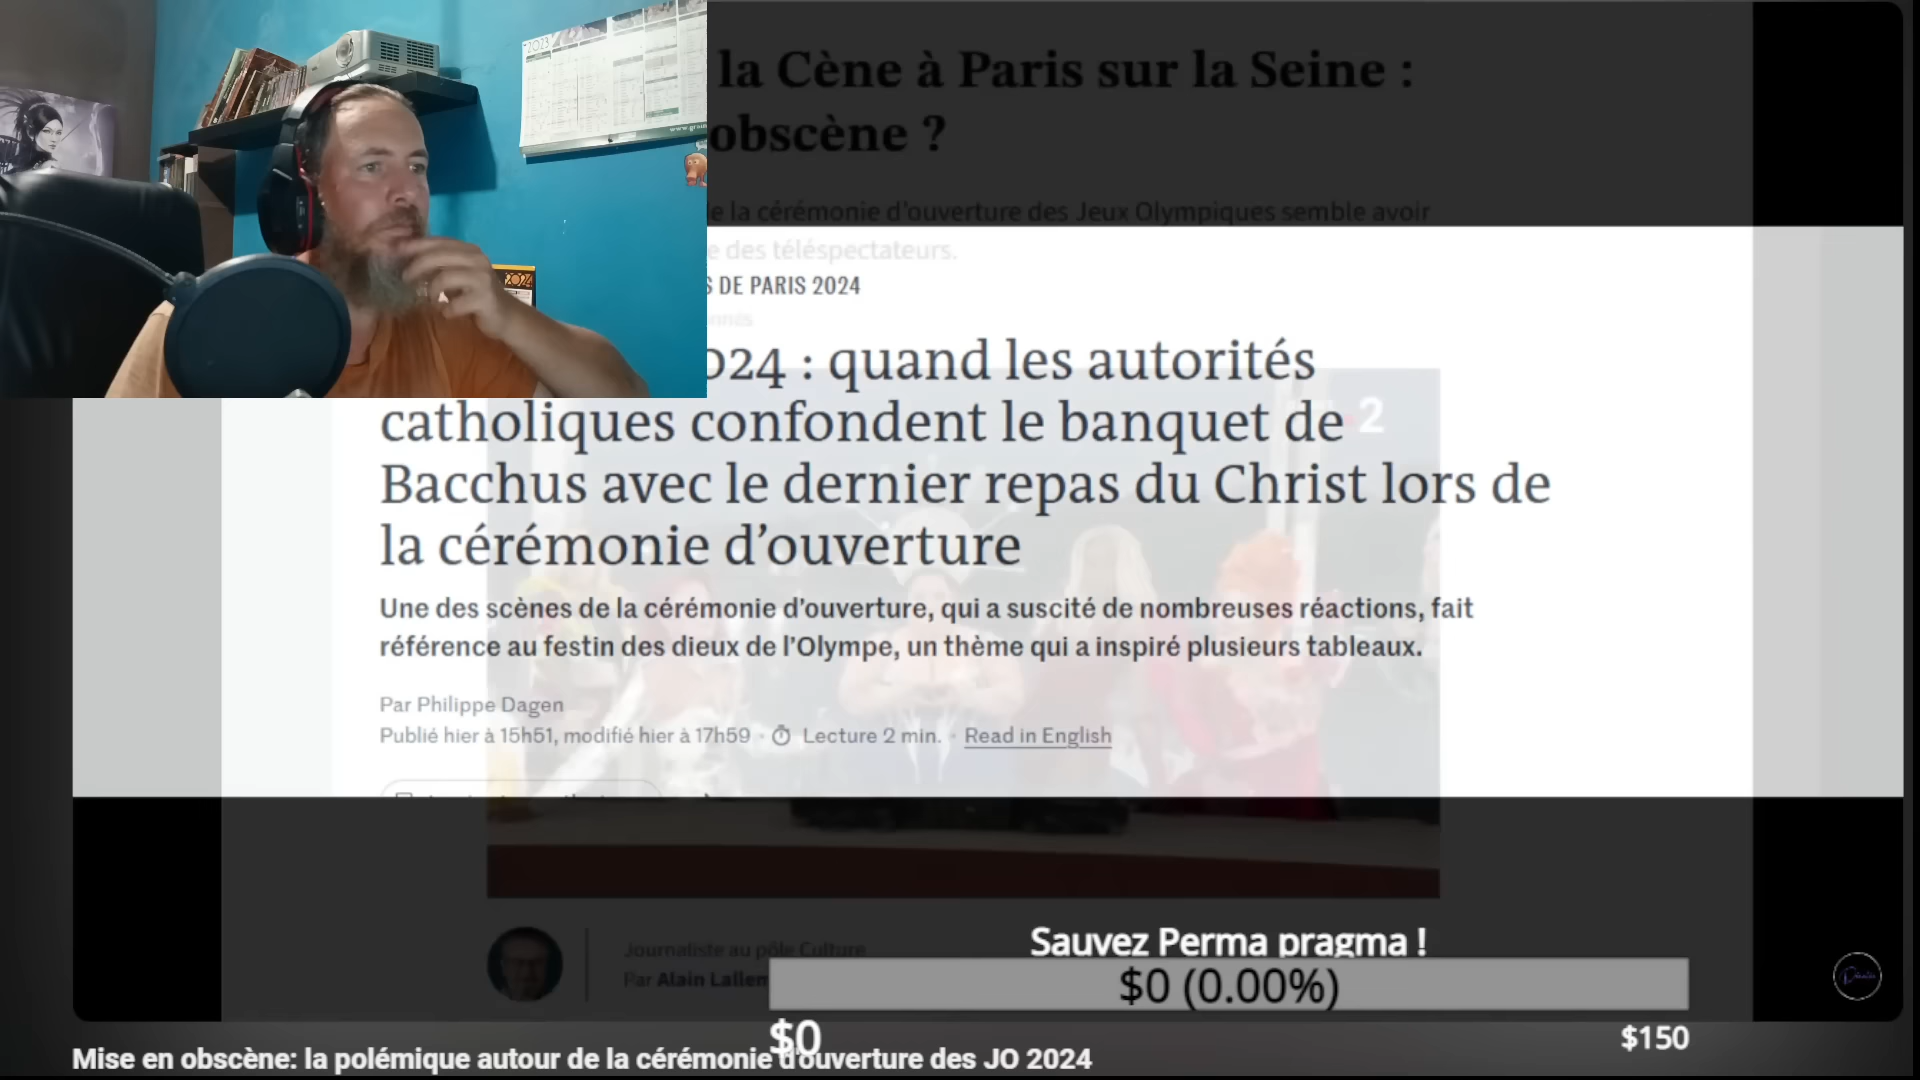 2023
la Cène à Paris sur la Seine :
obscène ?
de la cérémonie d'ouverture des Jeux Olympiques semble avoir
des téléspectateurs.
2024
DE PARIS 2024
024 : quand les autorités
catholiques confondent le banquet de
2
Bacchus avec le dernier repas du Christ lors de
la cérémonie d'ouverture
Une des scènes de la cérémonie d'ouverture, qui a suscité de nombreuses réactions, fait
référence au festin des dieux de l'Olympe, un thème qui a inspiré plusieurs tableaux.
Par Philippe Dagen
Publié hier à 15h51, modifié hier à 17h59 · Lecture 2 min. · Read in English
Sauvez Perma pragma !
Journaliste au pôle Culture
Par Alain Lallem
$0 (0.00%)
$0
$150
Mise en obscène: la polémique autour de la cérémonie d'ouverture des JO 2024